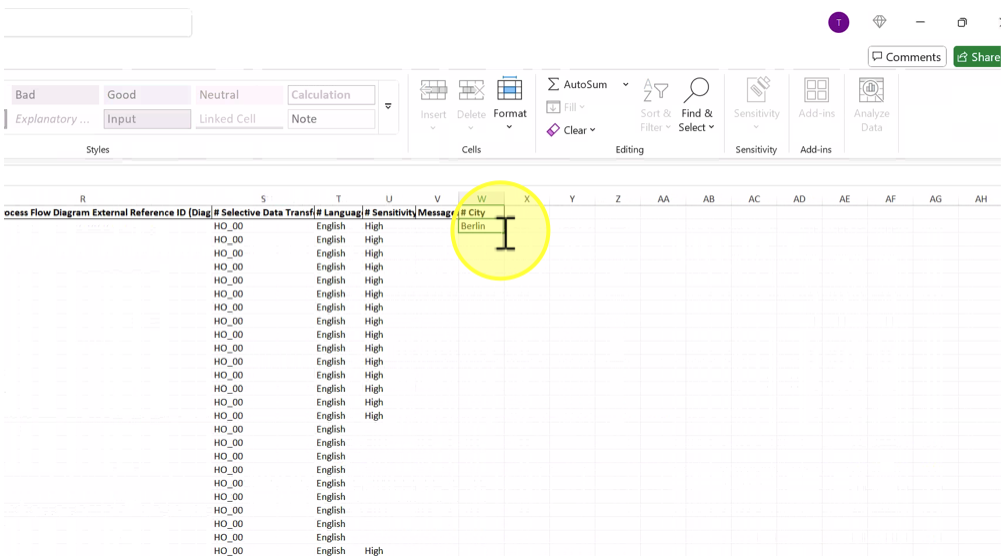 T
Comments
Share
Bad Good Neutral Calculation
Explanatory ... Input Linked Cell Note
Styles
Insert Delete Format
Cells
AutoSum
Fill
Clear
Sort & Filter
Find & Select
Editing
Sensitivity
Sensitivity
Add-ins
Add-ins
Analyze Data
R S T U V W X Y Z AA AB AC AD AE AF AG AH
ocess Flow Diagram External Reference ID (Diag # Selective Data Transf # Languag # Sensitivity Message # City
HO_00 English High Berlin
HO_00 English High
HO_00 English High
HO_00 English High
HO_00 English High
HO_00 English High
HO_00 English High
HO_00 English High
HO_00 English High
HO_00 English High
HO_00 English High
HO_00 English High
HO_00 English High
HO_00 English High
HO_00 English High
HO_00 English
HO_00 English
HO_00 English
HO_00 English
HO_00 English
HO_00 English
HO_00 English
HO_00 English
HO_00 English
HO_00 English High